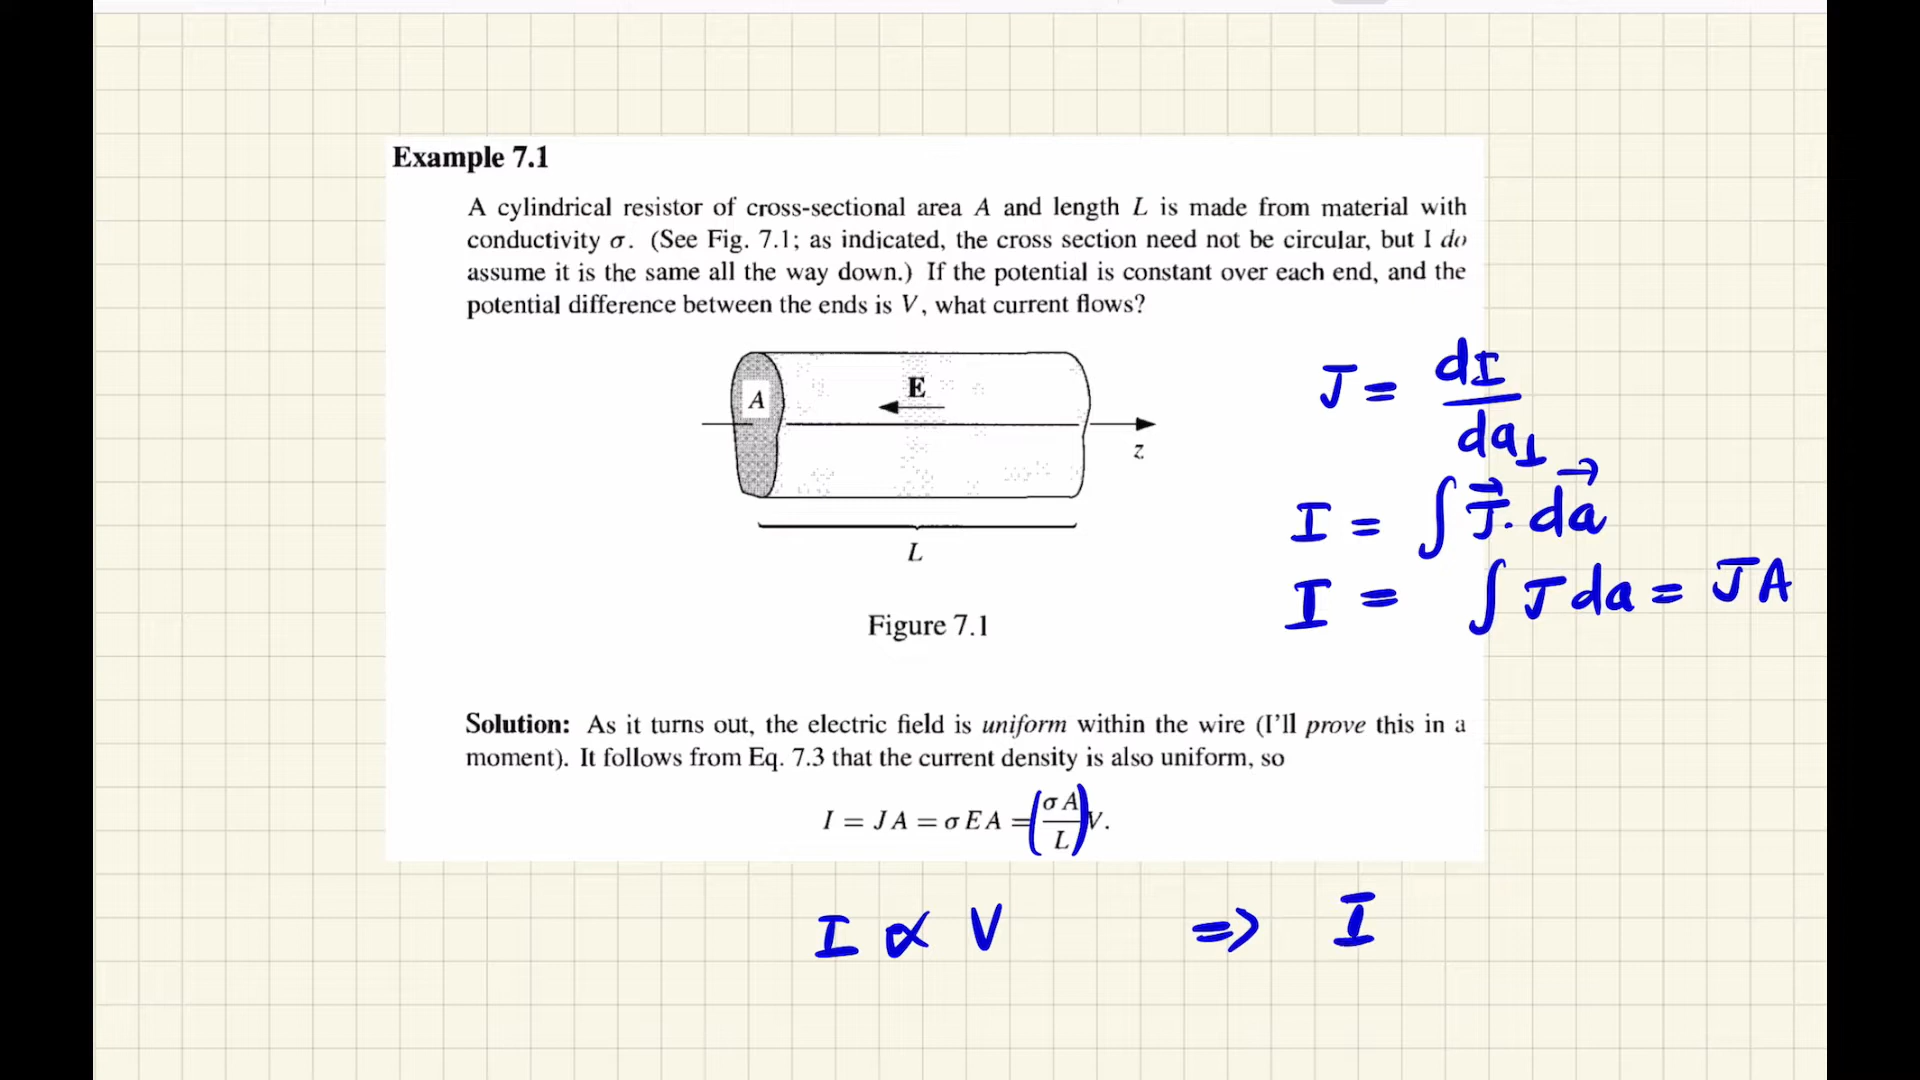 Example 7.1
A cylindrical resistor of cross-sectional area A and length L is made from material with
conductivity σ. (See Fig. 7.1; as indicated, the cross section need not be circular, but I do
assume it is the same all the way down.) If the potential is constant over each end, and the
potential difference between the ends is V, what current flows?
A
E
z
L
Figure 7.1
J = dI/da⊥
I = ∫ J⃗ · da⃗
I = ∫ J da = JA
Solution: As it turns out, the electric field is uniform within the wire (I'll prove this in a
moment). It follows from Eq. 7.3 that the current density is also uniform, so
I = J A = σ E A = (σ A/L) V.
I ∝ V ⇒ I